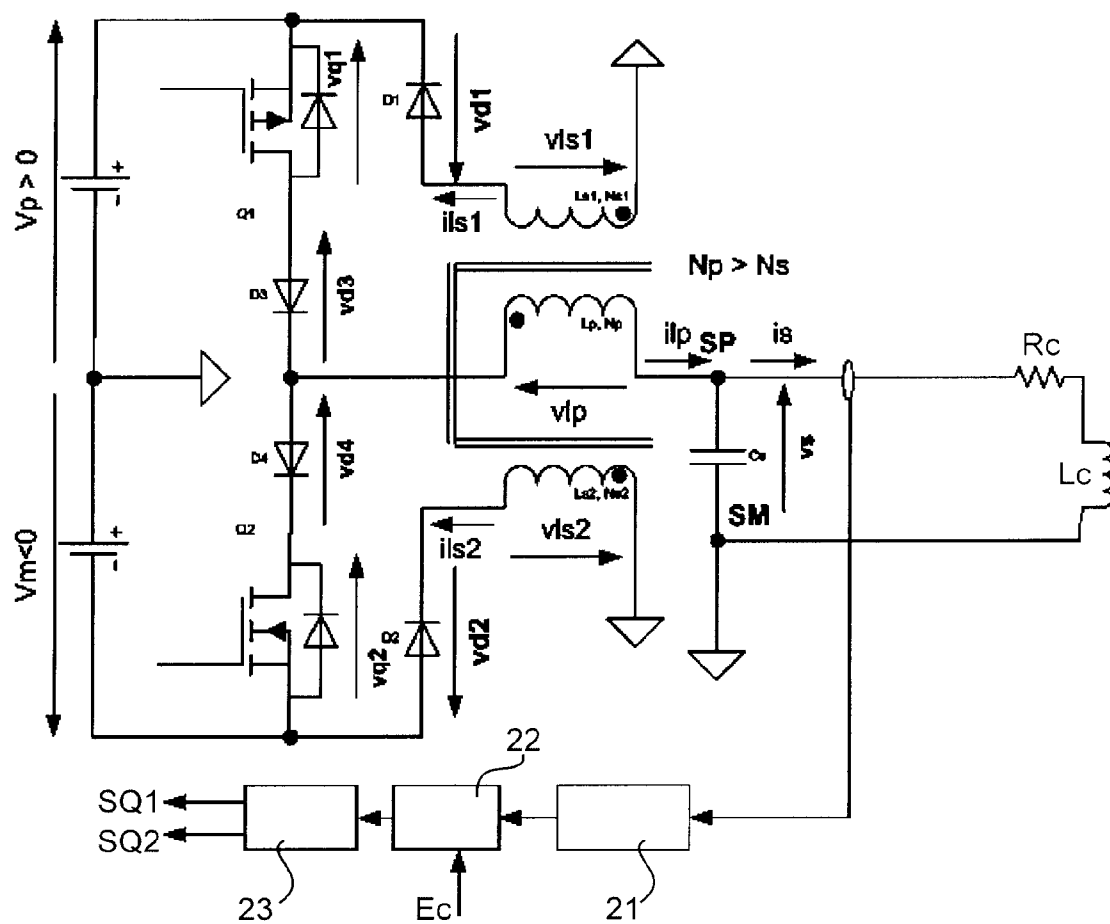 vq1
D1
vd1
vls1
Vp > 0
+
-
ils1
Ls1, Ns1
Q1
Np > Ns
D3
vd3
Lp, Np
ilp
SP
is
Rc
vlp
D4
vd4
Cs
vs
Lc
Vm<0
+
-
Q2
Ls2, Ns2
SM
ils2
vls2
vq2
vd2
22
SQ1
SQ2
23
Ec
21